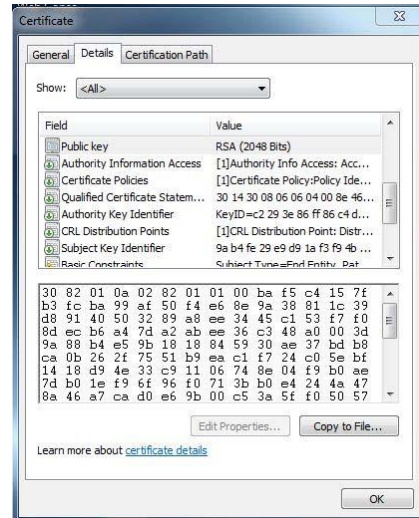 Certificate
General Details Certification Path
Show: <All>
Field Value
Public key RSA (2048 Bits)
Authority Information Access [1]Authority Info Access: Acc...
Certificate Policies [1]Certificate Policy:Policy Ide...
Qualified Certificate Statem... 30 14 30 08 06 06 04 00 8e 46...
Authority Key Identifier KeyID=c2 29 3e 86 ff 86 c4 d...
CRL Distribution Points [1]CRL Distribution Point: Distr...
Subject Key Identifier 9a b4 fe 29 e9 d9 1a f3 f9 4b ...
Basic Constraints Subject Type=End Entity, Pat...
30 82 01 0a 02 82 01 01 00 ba f5 c4 15 7f
b3 fc ba 99 af 50 f4 e6 8e 9a 38 81 1c 39
d8 91 40 50 32 89 a8 ee 34 45 c1 53 f7 f0
8d ec b6 a4 7d a2 ab ee 36 c3 48 a0 00 3d
9a 88 b4 e5 9b 18 18 84 59 30 ae 37 bd b8
ca 0b 26 2f 75 51 b9 ea c1 f7 24 c0 5e bf
14 18 d9 4e 33 c9 11 06 74 8e 04 f9 b0 ae
7d b0 1e f9 6f 96 f0 71 3b b0 e4 24 4a 47
8a 46 a7 ca d0 e6 9b 00 c5 3a 5f f0 50 57
Edit Properties... Copy to File...
Learn more about certificate details
OK